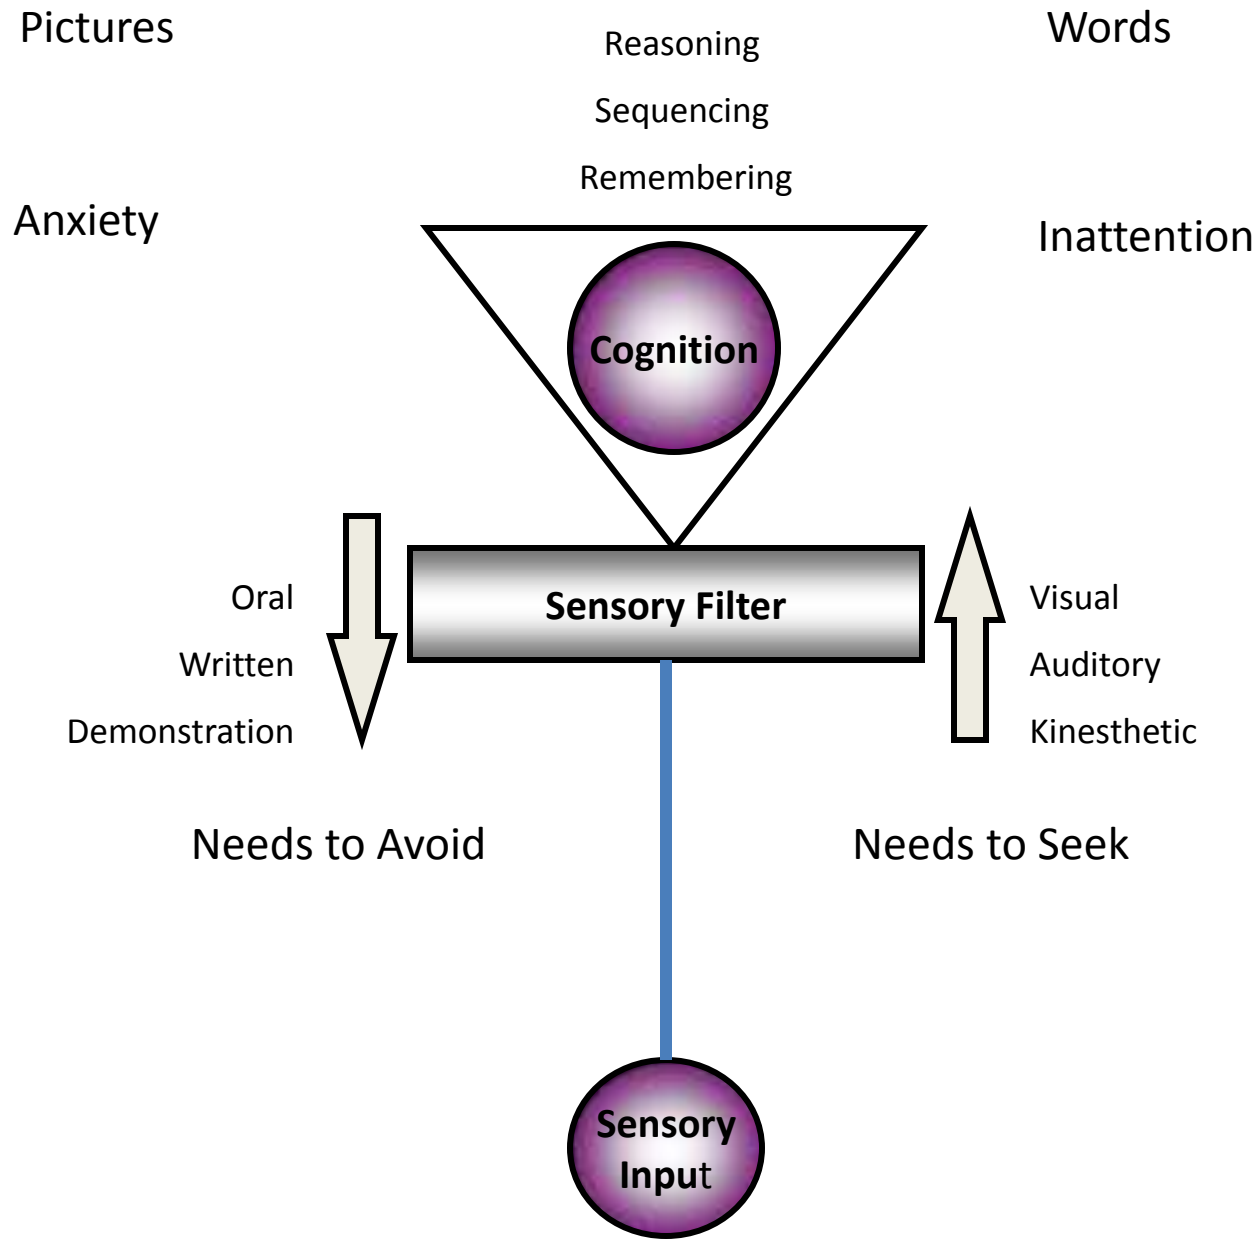 Pictures
Words
Reasoning
Sequencing
Remembering
Anxiety
Inattention
Cognition
Sensory Filter
Oral
Written
Demonstration
Visual
Auditory
Kinesthetic
Needs to Avoid
Needs to Seek
Sensory
Input